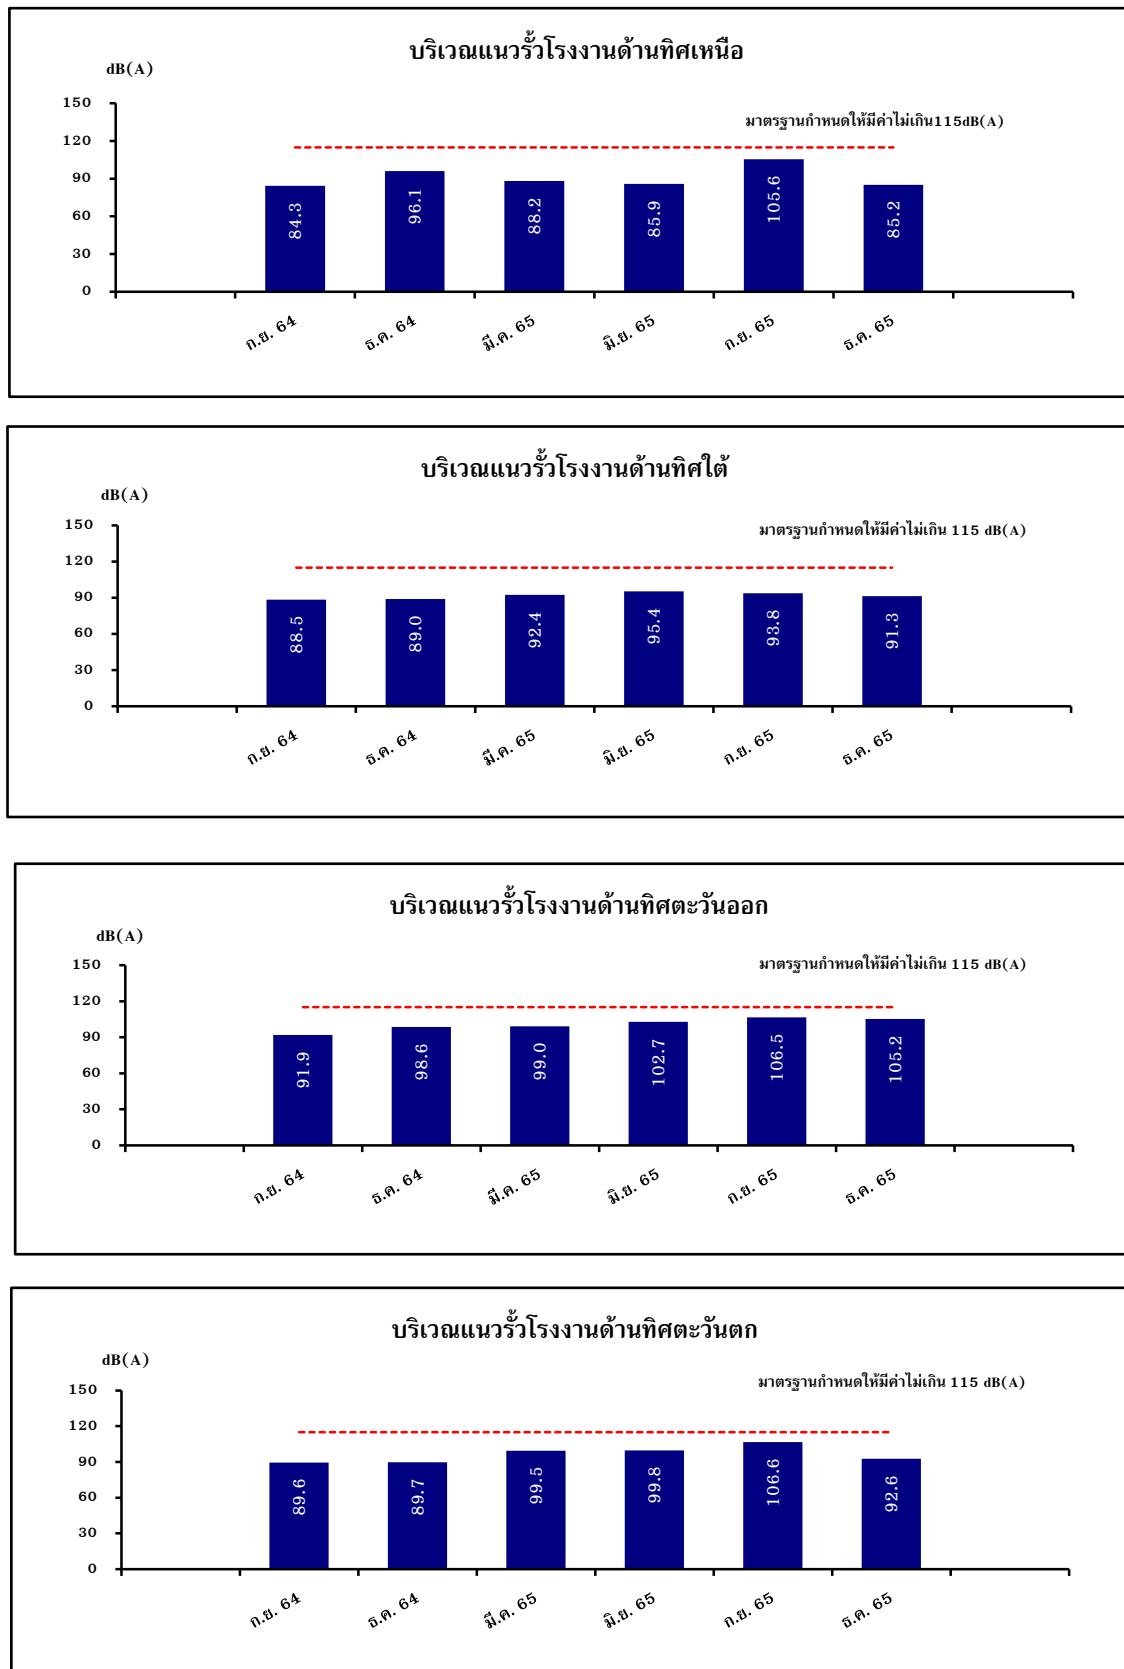 บริเวณแนวรั้วโรงงานด้านทิศเหนือ
dB(A)
มาตรฐานกำหนดให้มีค่าไม่เกิน115dB(A)
150
120
90
60
30
0
84.3
96.1
88.2
85.9
105.6
85.2
ก.ย. 64
ธ.ค. 64
มี.ค. 65
มิ.ย. 65
ก.ย. 65
ธ.ค. 65
บริเวณแนวรั้วโรงงานด้านทิศใต้
dB(A)
มาตรฐานกำหนดให้มีค่าไม่เกิน 115 dB(A)
150
120
90
60
30
0
88.5
89.0
92.4
95.4
93.8
91.3
ก.ย. 64
ธ.ค. 64
มี.ค. 65
มิ.ย. 65
ก.ย. 65
ธ.ค. 65
บริเวณแนวรั้วโรงงานด้านทิศตะวันออก
dB(A)
มาตรฐานกำหนดให้มีค่าไม่เกิน 115 dB(A)
150
120
90
60
30
0
91.9
98.6
99.0
102.7
106.5
105.2
ก.ย. 64
ธ.ค. 64
มี.ค. 65
มิ.ย. 65
ก.ย. 65
ธ.ค. 65
บริเวณแนวรั้วโรงงานด้านทิศตะวันตก
dB(A)
มาตรฐานกำหนดให้มีค่าไม่เกิน 115 dB(A)
150
120
90
60
30
0
89.6
89.7
99.5
99.8
106.6
92.6
ก.ย. 64
ธ.ค. 64
มี.ค. 65
มิ.ย. 65
ก.ย. 65
ธ.ค. 65